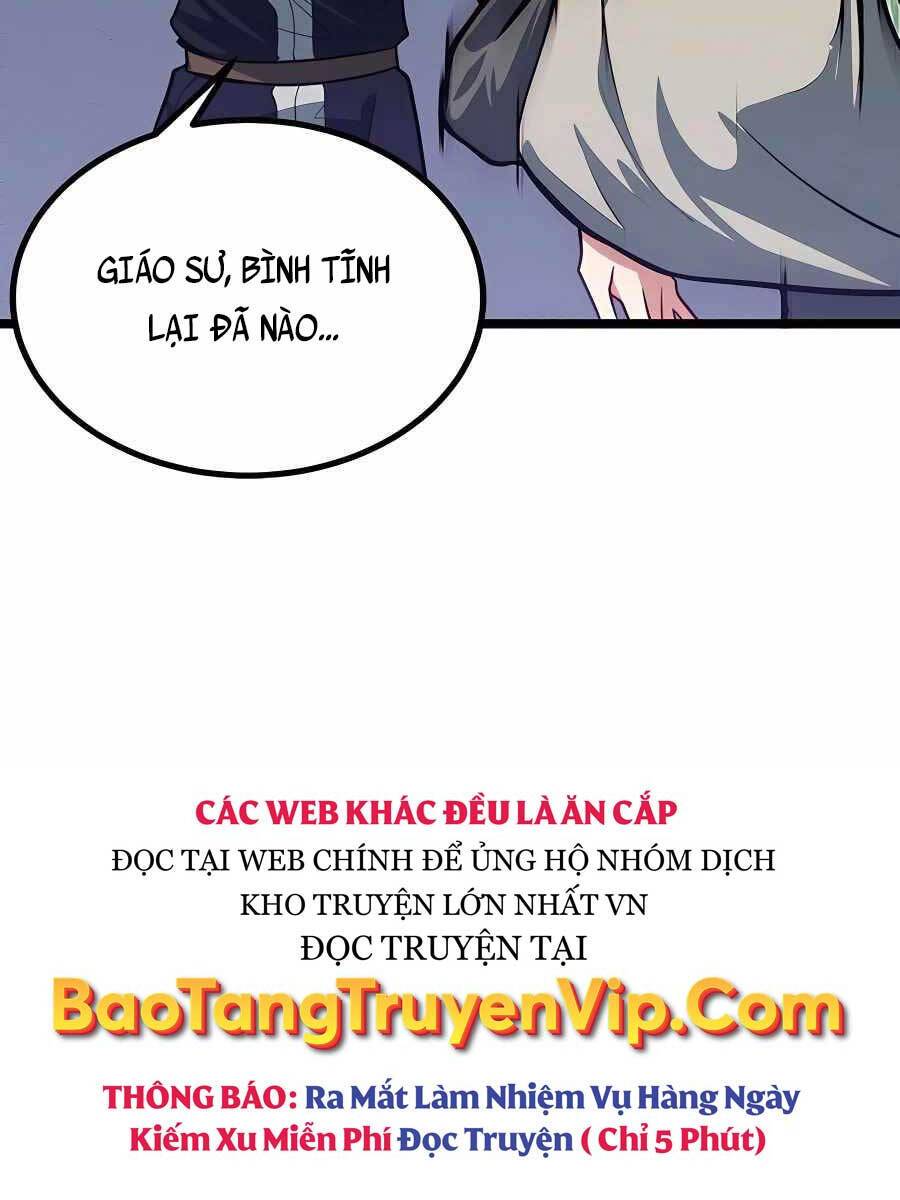 GIÁO SƯ, BÌNH TĨNH
LẠI ĐÃ NÀO...
CÁC WEB KHÁC ĐỀU LÀ ĂN CẮP
ĐỌC TẠI WEB CHÍNH ĐỂ ỦNG HỘ NHÓM DỊCH
KHO TRUYỆN LỚN NHẤT VN
ĐỌC TRUYỆN TẠI
BaoTangTruyenVip.Com
THÔNG BÁO: Ra Mắt Làm Nhiệm Vụ Hàng Ngày
Kiếm Xu Miễn Phí Đọc Truyện ( Chỉ 5 Phút)